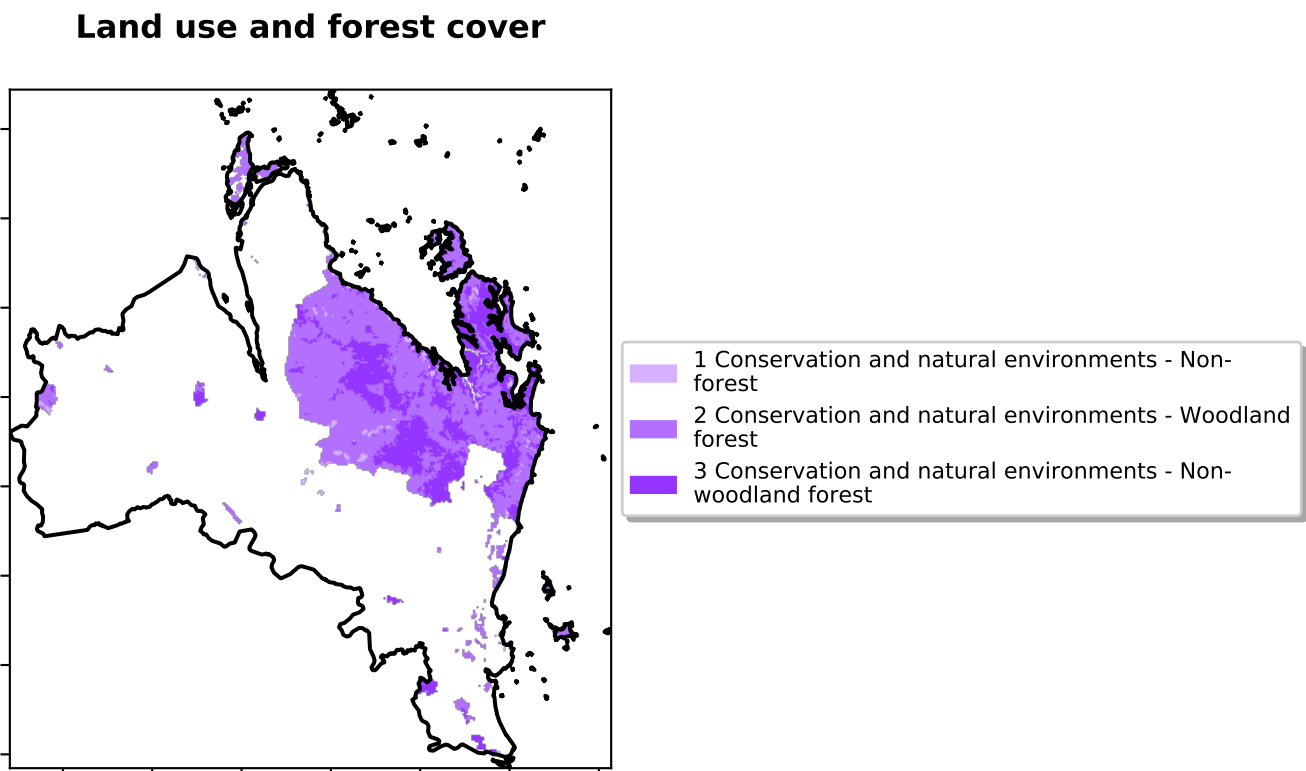 Land use and forest cover
1 Conservation and natural environments - Non-
forest
2 Conservation and natural environments - Woodland
forest
3 Conservation and natural environments - Non-
woodland forest